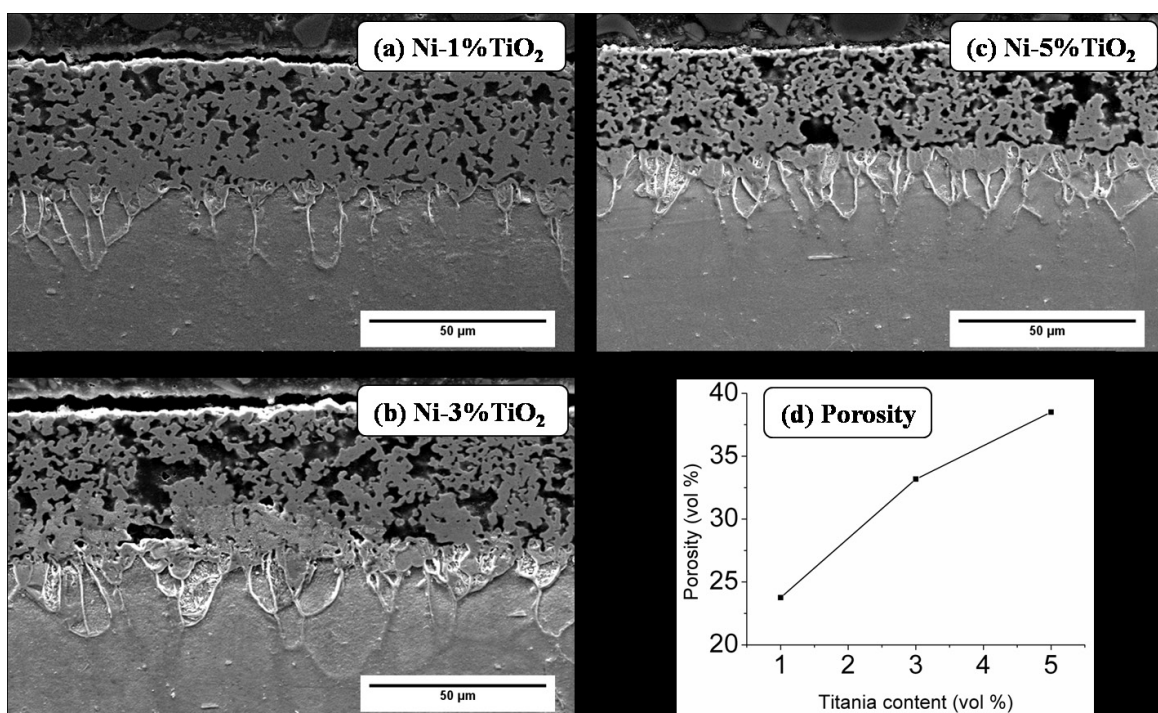 (a) Ni-1%TiO₂
50 µm
(c) Ni-5%TiO₂
50 µm
(b) Ni-3%TiO₂
50 µm
(d) Porosity
40
35
30
25
20
Porosity (vol %)
1 2 3 4 5
Titania content (vol %)